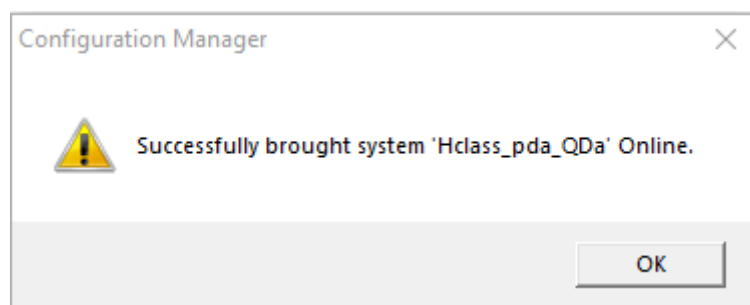 Configuration Manager
Successfully brought system 'Hclass_pda_QDa' Online.
OK